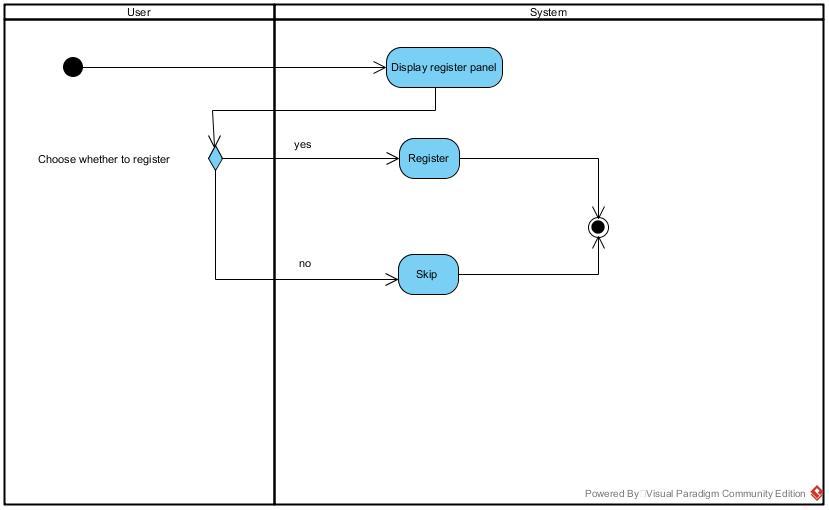 User
System
Display register panel
Choose whether to register
yes
Register
no
Skip
Powered By Visual Paradigm Community Edition